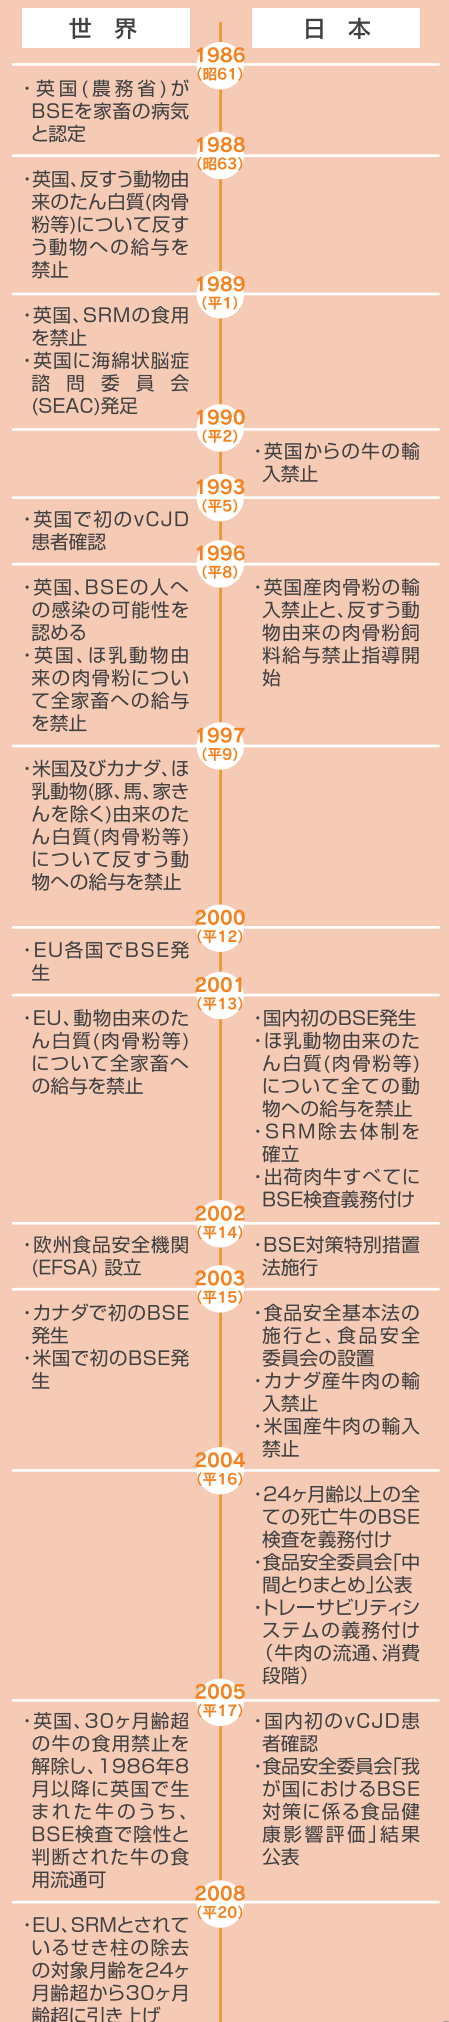 世　界
日　本
1986
(昭61)
・英国(農務省)が
BSEを家畜の病気
と認定
1988
(昭63)
・英国、反すう動物由
来のたん白質(肉骨
粉等)について反す
う動物への給与を
禁止
1989
(平1)
・英国、SRMの食用
を禁止
・英国に海綿状脳症
諮問委員会
(SEAC)発足
1990
(平2)
・英国からの牛の輸
入禁止
1993
(平5)
・英国で初のvCJD
患者確認
1996
(平8)
・英国、BSEの人へ
の感染の可能性を
認める
・英国、ほ乳動物由
来の肉骨粉につい
て全家畜への給与
を禁止
・英国産肉骨粉の輸
入禁止と、反すう動
物由来の肉骨粉飼
料給与禁止指導開
始
1997
(平9)
・米国及びカナダ、ほ
乳動物(豚、馬、家き
んを除く)由来のた
ん白質(肉骨粉等)
について反すう動
物への給与を禁止
2000
(平12)
・EU各国でBSE発
生
2001
(平13)
・EU、動物由来のた
ん白質(肉骨粉等)
について全家畜へ
の給与を禁止
・国内初のBSE発生
・ほ乳動物由来のた
ん白質(肉骨粉等)
について全ての動
物への給与を禁止
・SRM除去体制を
確立
・出荷肉牛すべてに
BSE検査義務付け
2002
(平14)
・欧州食品安全機関
(EFSA) 設立
・BSE対策特別措置
法施行
2003
(平15)
・カナダで初のBSE
発生
・米国で初のBSE発
生
・食品安全基本法の
施行と、食品安全
委員会の設置
・カナダ産牛肉の輸
入禁止
・米国産牛肉の輸入
禁止
2004
(平16)
・24ヶ月齢以上の全
ての死亡牛のBSE
検査を義務付け
・食品安全委員会「中
間とりまとめ」公表
・トレーサビリティシ
ステムの義務付け
（牛肉の流通、消費
段階）
2005
(平17)
・英国、30ヶ月齢超
の牛の食用禁止を
解除し、1986年8
月以降に英国で生
まれた牛のうち、
BSE検査で陰性と
判断された牛の食
用流通可
・国内初のvCJD患
者確認
・食品安全委員会「我
が国におけるBSE
対策に係る食品健
康影響評価」結果
公表
2008
(平20)
・EU、SRMとされて
いるせき柱の除去
の対象月齢を24ヶ
月齢超から30ヶ月
齢超に引き上げ